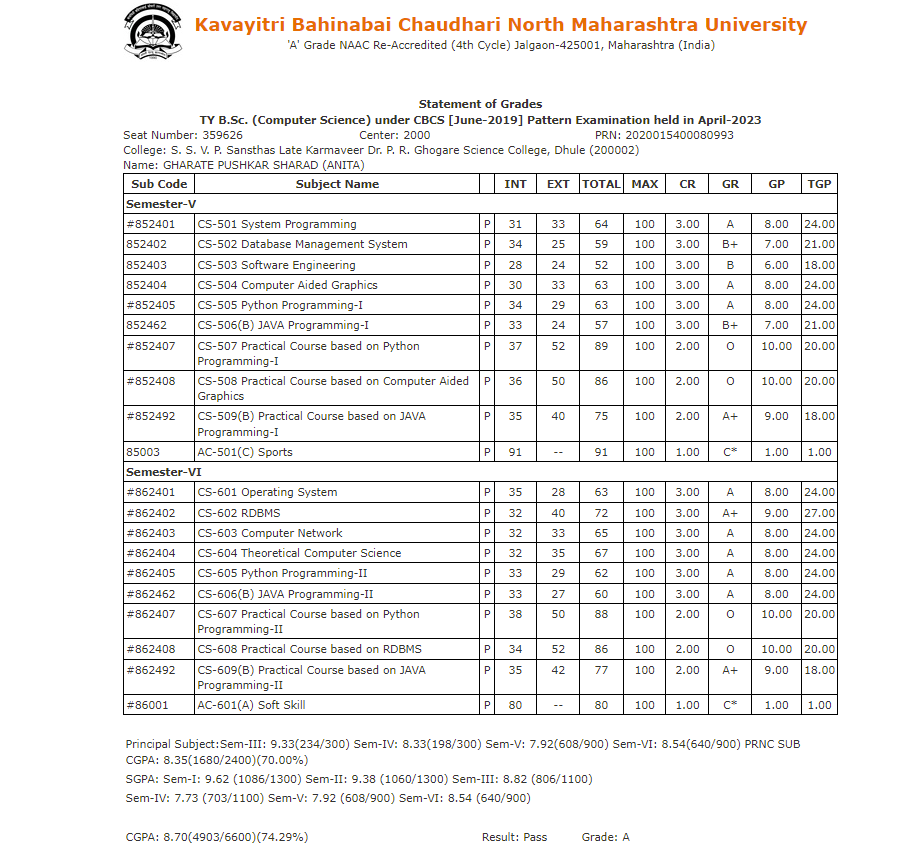 Kavayitri Bahinabai Chaudhari North Maharashtra University
'A' Grade NAAC Re-Accredited (4th Cycle) Jalgaon-425001, Maharashtra (India)
Statement of Grades
TY B.Sc. (Computer Science) under CBCS [June-2019] Pattern Examination held in April-2023
Seat Number: 359626 Center: 2000 PRN: 2020015400080993
College: S. S. V. P. Sansthas Late Karmaveer Dr. P. R. Ghogare Science College, Dhule (200002)
Name: GHARATE PUSHKAR SHARAD (ANITA)
Sub Code Subject Name INT EXT TOTAL MAX CR GR GP TGP
Semester-V
#852401 CS-501 System Programming P 31 33 64 100 3.00 A 8.00 24.00
852402 CS-502 Database Management System P 34 25 59 100 3.00 B+ 7.00 21.00
852403 CS-503 Software Engineering P 28 24 52 100 3.00 B 6.00 18.00
852404 CS-504 Computer Aided Graphics P 30 33 63 100 3.00 A 8.00 24.00
#852405 CS-505 Python Programming-I P 34 29 63 100 3.00 A 8.00 24.00
852462 CS-506(B) JAVA Programming-I P 33 24 57 100 3.00 B+ 7.00 21.00
#852407 CS-507 Practical Course based on Python P 37 52 89 100 2.00 O 10.00 20.00
Programming-I
#852408 CS-508 Practical Course based on Computer Aided P 36 50 86 100 2.00 O 10.00 20.00
Graphics
#852492 CS-509(B) Practical Course based on JAVA P 35 40 75 100 2.00 A+ 9.00 18.00
Programming-I
85003 AC-501(C) Sports P 91 -- 91 100 1.00 C* 1.00 1.00
Semester-VI
#862401 CS-601 Operating System P 35 28 63 100 3.00 A 8.00 24.00
#862402 CS-602 RDBMS P 32 40 72 100 3.00 A+ 9.00 27.00
#862403 CS-603 Computer Network P 32 33 65 100 3.00 A 8.00 24.00
#862404 CS-604 Theoretical Computer Science P 32 35 67 100 3.00 A 8.00 24.00
#862405 CS-605 Python Programming-II P 33 29 62 100 3.00 A 8.00 24.00
#862462 CS-606(B) JAVA Programming-II P 33 27 60 100 3.00 A 8.00 24.00
#862407 CS-607 Practical Course based on Python P 38 50 88 100 2.00 O 10.00 20.00
Programming-II
#862408 CS-608 Practical Course based on RDBMS P 34 52 86 100 2.00 O 10.00 20.00
#862492 CS-609(B) Practical Course based on JAVA P 35 42 77 100 2.00 A+ 9.00 18.00
Programming-II
#86001 AC-601(A) Soft Skill P 80 -- 80 100 1.00 C* 1.00 1.00
Principal Subject:Sem-III: 9.33(234/300) Sem-IV: 8.33(198/300) Sem-V: 7.92(608/900) Sem-VI: 8.54(640/900) PRNC SUB
CGPA: 8.35(1680/2400)(70.00%)
SGPA: Sem-I: 9.62 (1086/1300) Sem-II: 9.38 (1060/1300) Sem-III: 8.82 (806/1100)
Sem-IV: 7.73 (703/1100) Sem-V: 7.92 (608/900) Sem-VI: 8.54 (640/900)
CGPA: 8.70(4903/6600)(74.29%) Result: Pass Grade: A